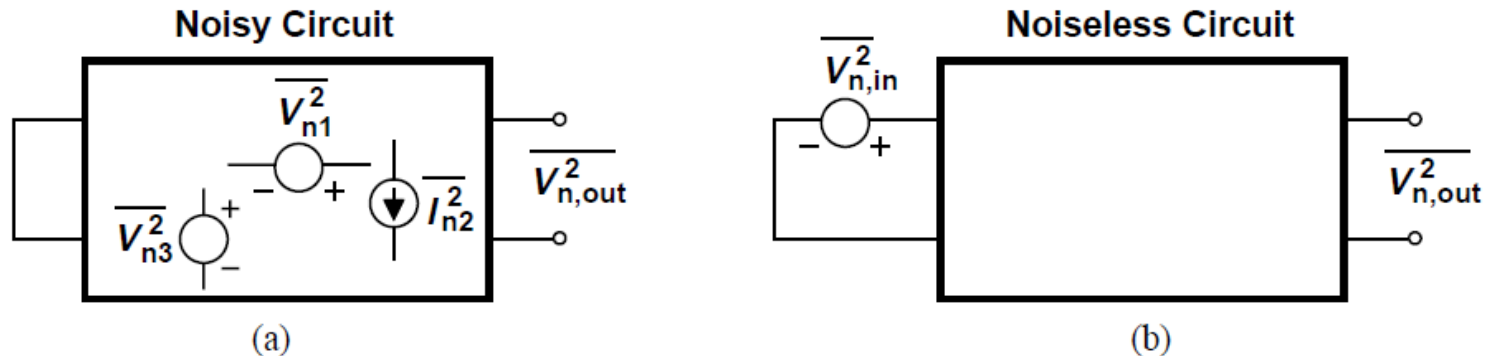 Noisy Circuit
V²n1
V²n3
I²n2
V²n,out
(a)
Noiseless Circuit
V²n,in
V²n,out
(b)